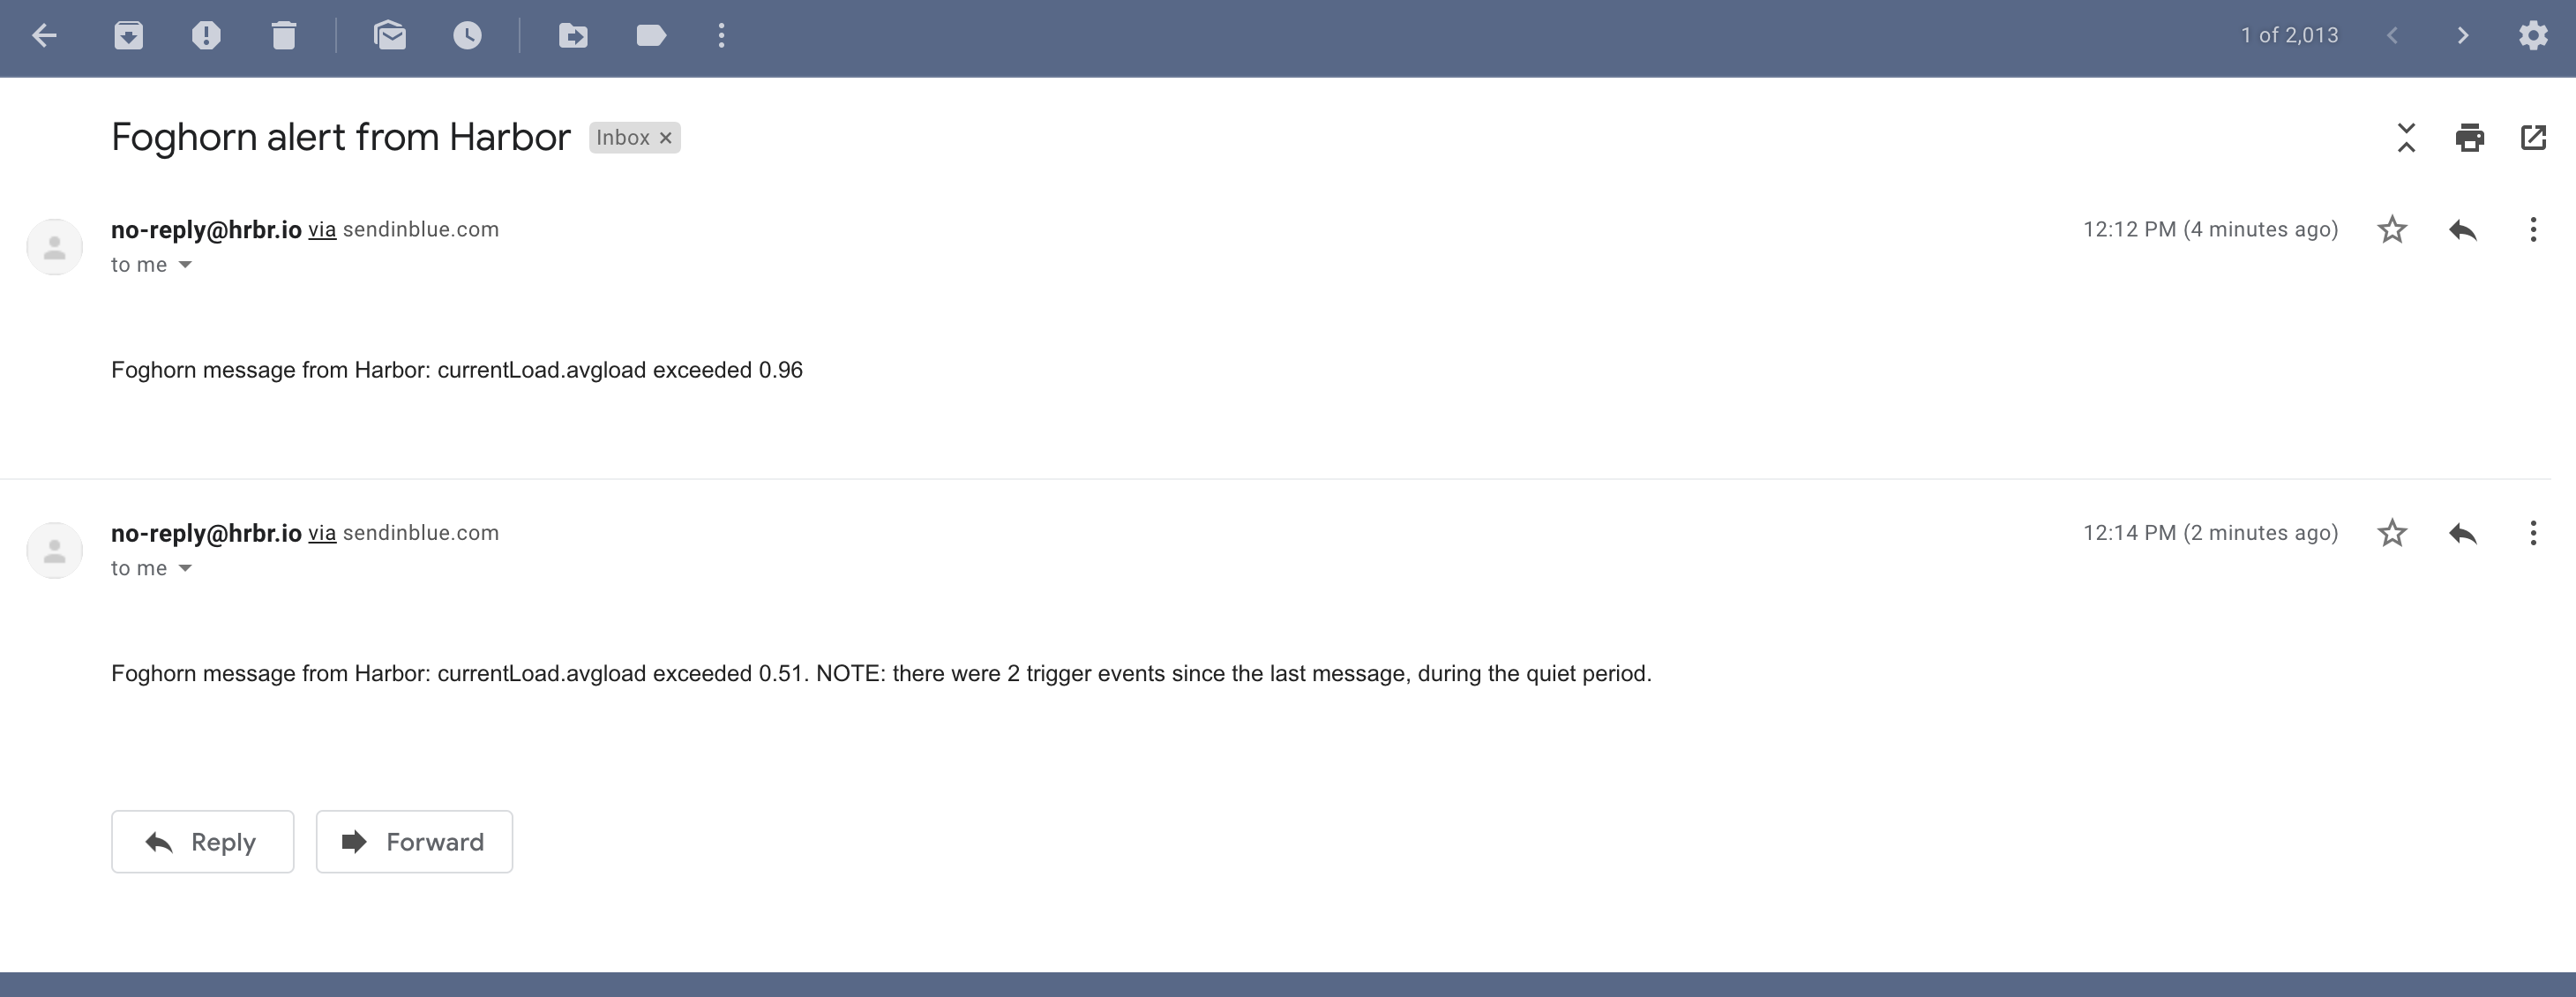 1 of 2,013
Foghorn alert from Harbor Inbox ×
no-reply@hrbr.io via sendinblue.com 12:12 PM (4 minutes ago)
to me
Foghorn message from Harbor: currentLoad.avgload exceeded 0.96
no-reply@hrbr.io via sendinblue.com 12:14 PM (2 minutes ago)
to me
Foghorn message from Harbor: currentLoad.avgload exceeded 0.51. NOTE: there were 2 trigger events since the last message, during the quiet period.
Reply Forward